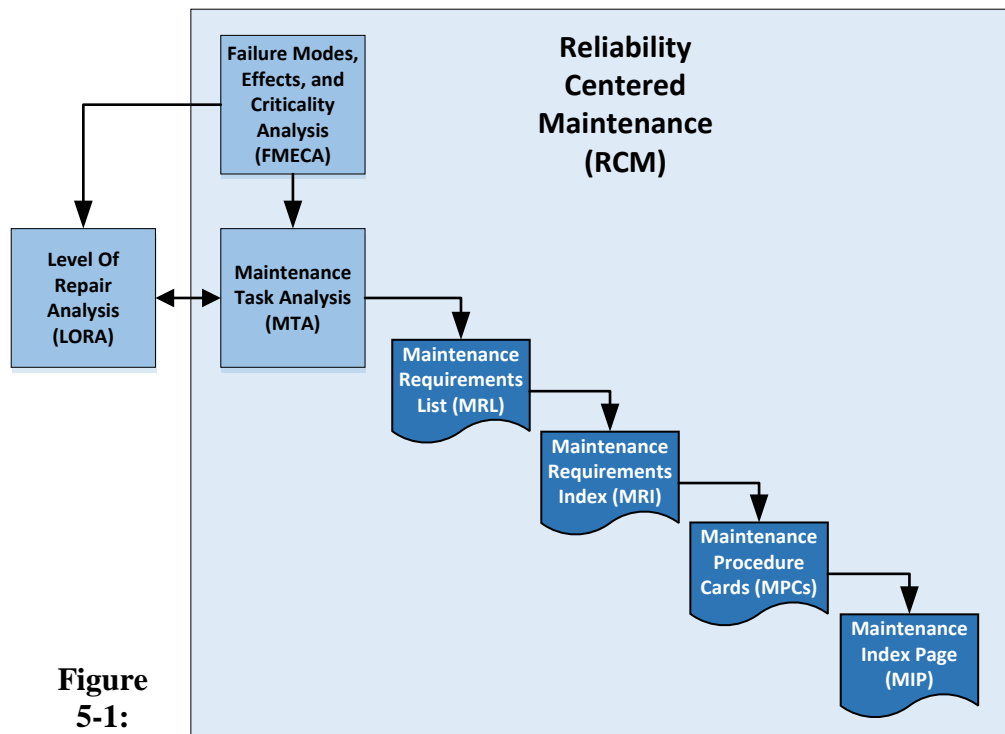 Reliability
Centered
Maintenance
(RCM)
Failure Modes,
Effects, and
Criticality
Analysis
(FMECA)
Level Of
Repair
Analysis
(LORA)
Maintenance
Task Analysis
(MTA)
Maintenance
Requirements
List (MRL)
Maintenance
Requirements
Index (MRI)
Maintenance
Procedure
Cards (MPCs)
Maintenance
Index Page
(MIP)
Figure
5-1: